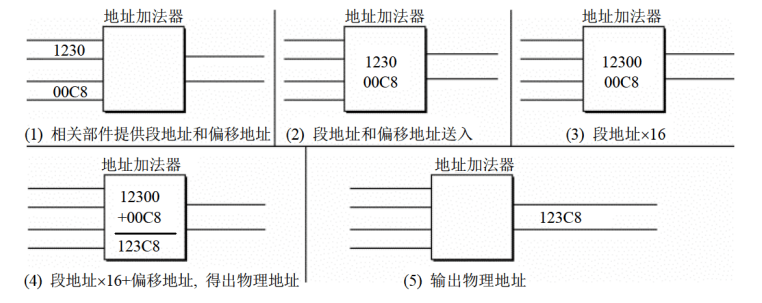 地址加法器
1230
00C8
(1) 相关部件提供段地址和偏移地址
地址加法器
1230
00C8
(2) 段地址和偏移地址送入
地址加法器
12300
00C8
(3) 段地址×16
地址加法器
12300
+00C8
123C8
(4) 段地址×16+偏移地址, 得出物理地址
地址加法器
123C8
(5) 输出物理地址